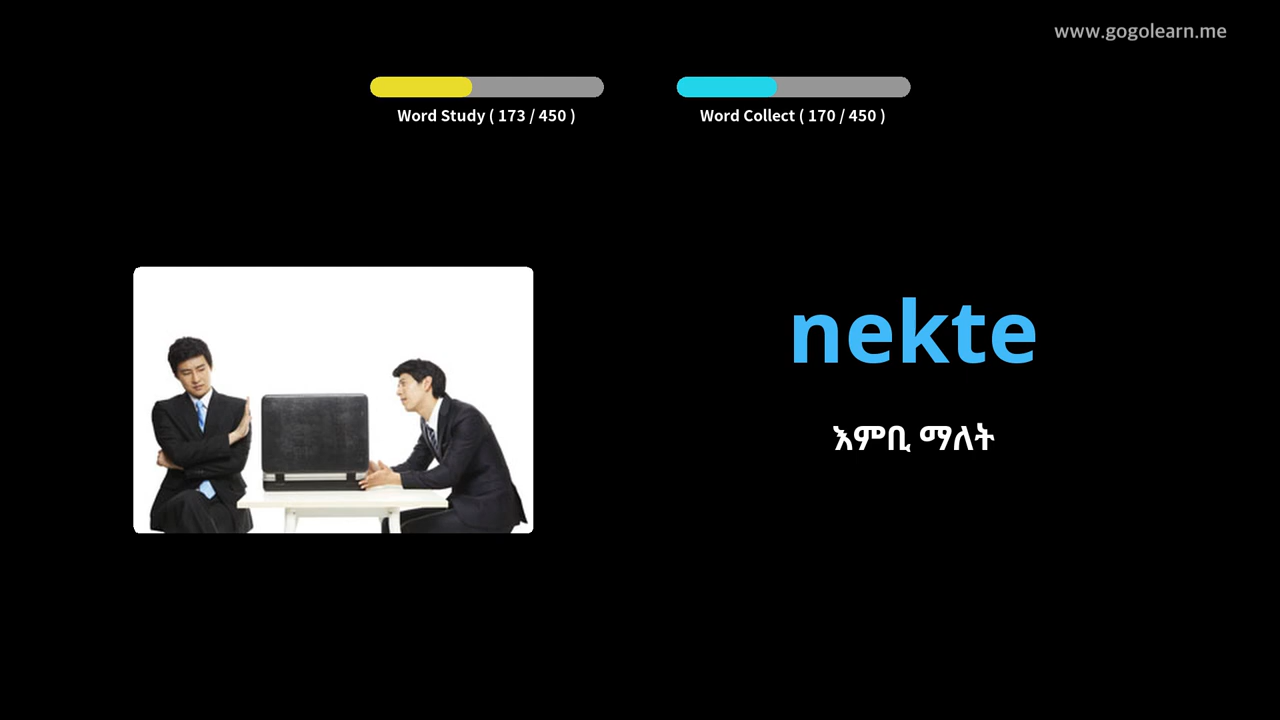 www.gogolearn.me
Word Study ( 173 / 450 )
Word Collect ( 170 / 450 )
nekte
እምቢ ማለት